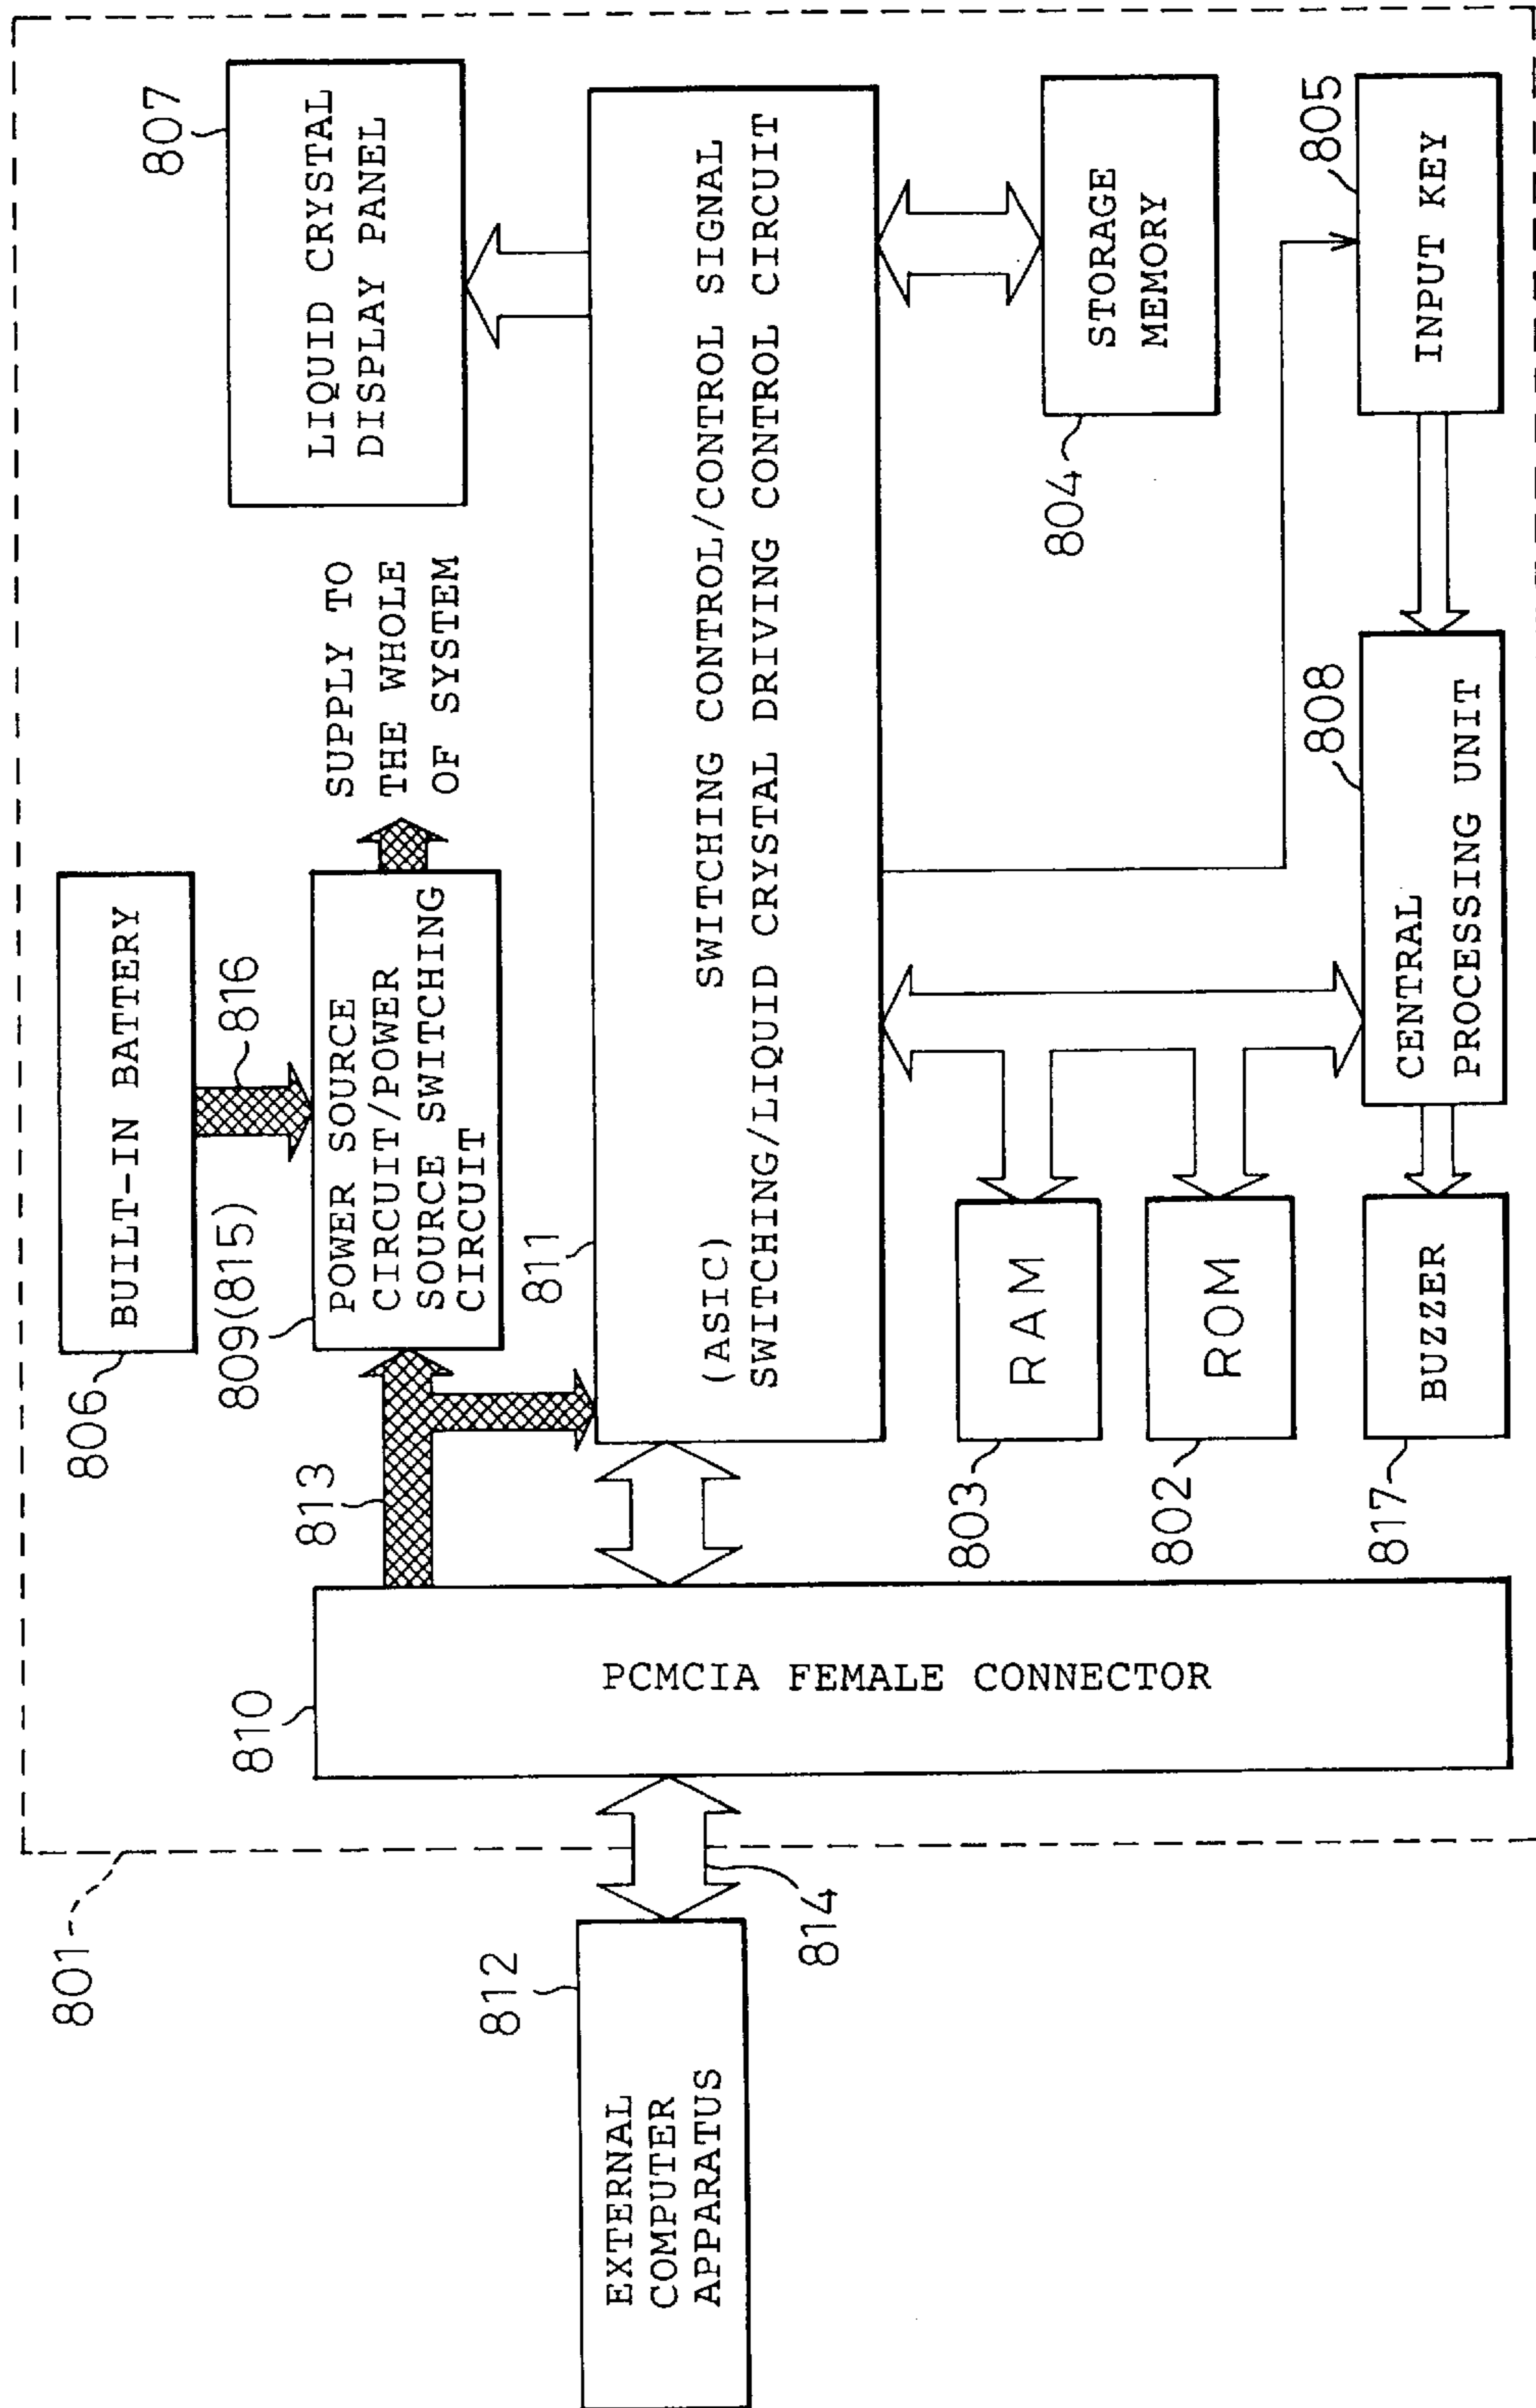 801
806
BUILT-IN BATTERY
816
807
LIQUID CRYSTAL
DISPLAY PANEL
809(815)
POWER SOURCE
CIRCUIT/POWER
SOURCE SWITCHING
CIRCUIT
SUPPLY TO
THE WHOLE
OF SYSTEM
813
810
PCMCIA FEMALE CONNECTOR
812
EXTERNAL
COMPUTER
APPARATUS
814
811
(ASIC)
SWITCHING CONTROL/CONTROL SIGNAL
SWITCHING/LIQUID CRYSTAL DRIVING CONTROL CIRCUIT
803
RAM
802
ROM
817
BUZZER
804
STORAGE
MEMORY
808
CENTRAL
PROCESSING UNIT
805
INPUT KEY